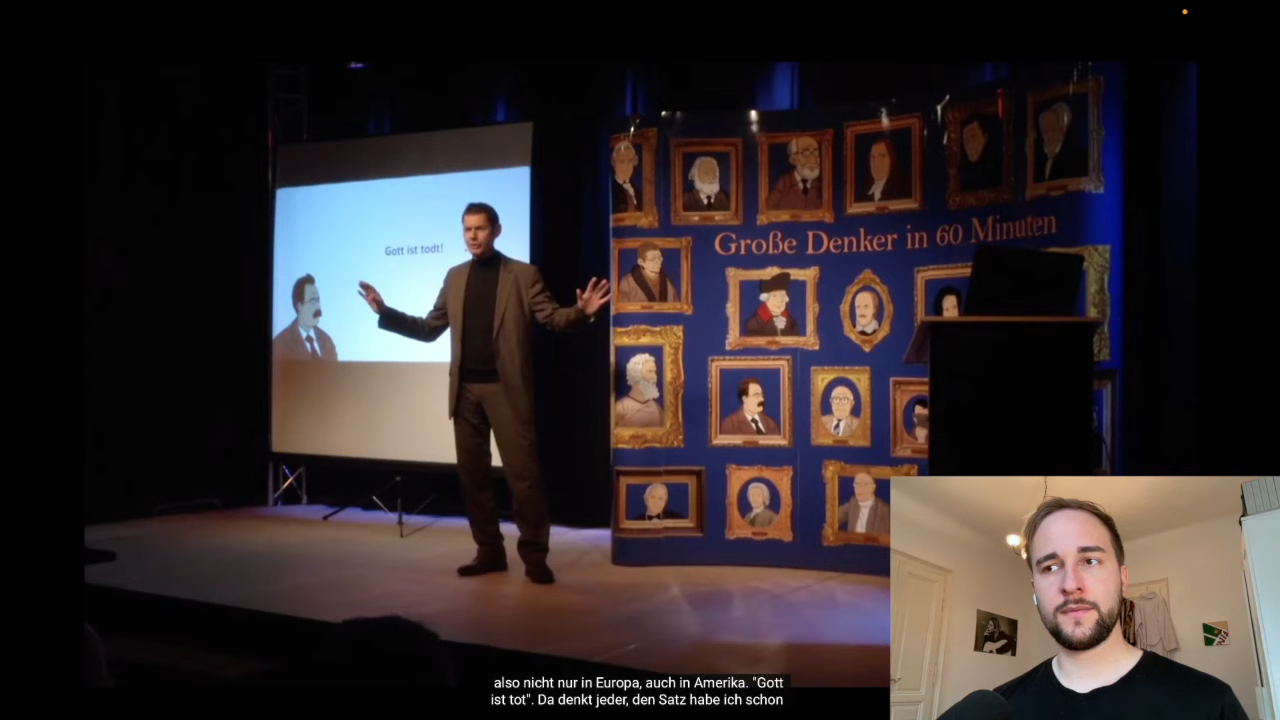 Gott ist todt!
Große Denker in 60 Minuten
also nicht nur in Europa, auch in Amerika. "Gott
ist tot". Da denkt jeder, den Satz habe ich schon